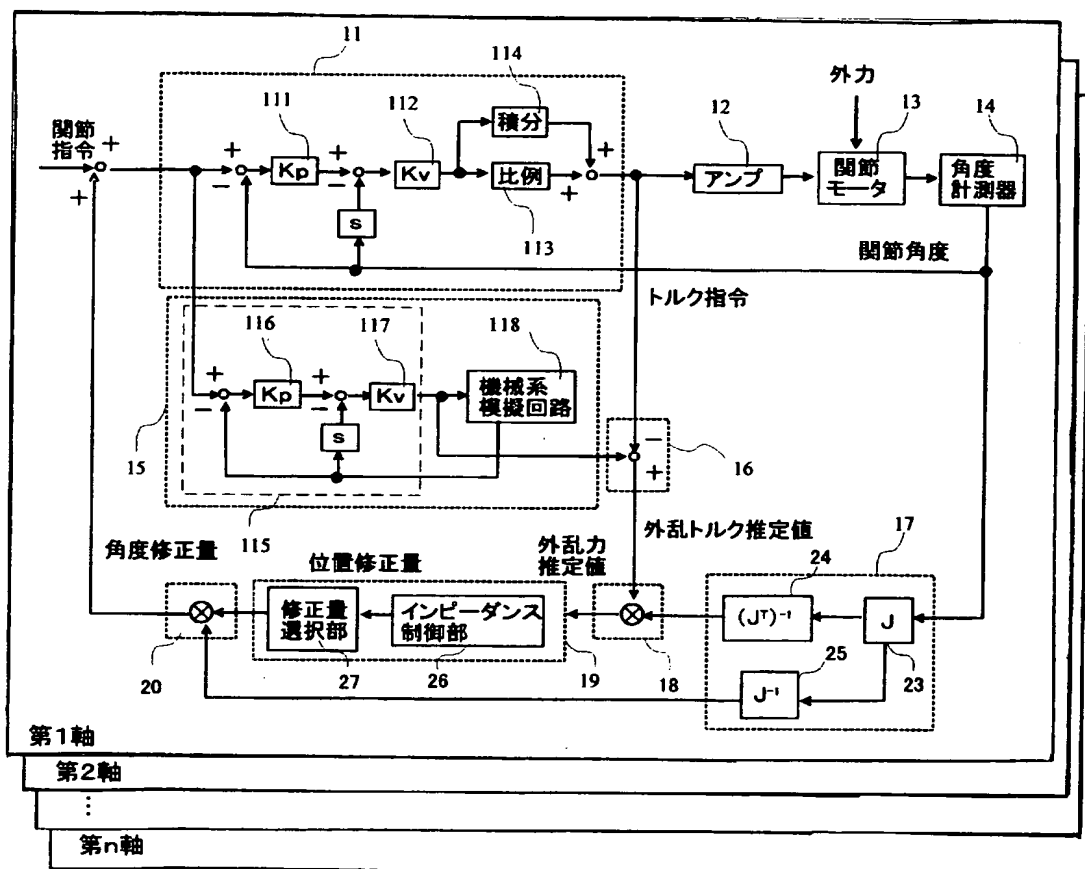 11
114
111
112
外力
13
14
関節
指令
+
+
+
−
Kp
+
−
Kv
積分
比例
+
+
12
アンプ
関節
モータ
角度
計測器
s
113
関節角度
トルク指令
116
117
118
+
−
Kp
+
−
Kv
機械系
模擬回路
s
15
−
+
16
115
角度修正量
位置修正量
外乱力
推定値
外乱トルク推定値
17
24
修正量
選択部
インピーダンス
制御部
(Jᵀ)⁻¹
J
25
J⁻¹
20
27
26
19
18
23
第1軸
第2軸
⋮
第n軸